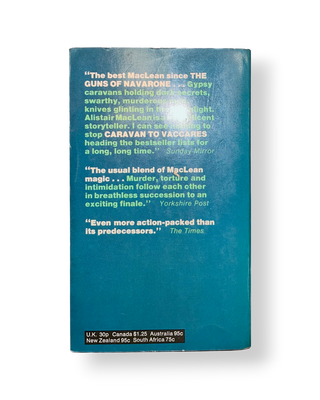 "The best MacLean since THE
GUNS OF NAVARONE . . . Gypsy
caravans holding dark secrets,
swarthy, murderous
knives glinting in the moonlight.
Alistair MacLean is a magnificent
storyteller. I can see nothing to
stop CARAVAN TO VACCARES
heading the bestseller lists for
a long, long time." Sunday Mirror
"The usual blend of MacLean
magic . . . Murder, torture and
intimidation follow each other
in breathless succession to an
exciting finale." Yorkshire Post
"Even more action-packed than
its predecessors." The Times
U.K. 30p Canada $1.25 Australia 95c
New Zealand 95c South Africa 75c